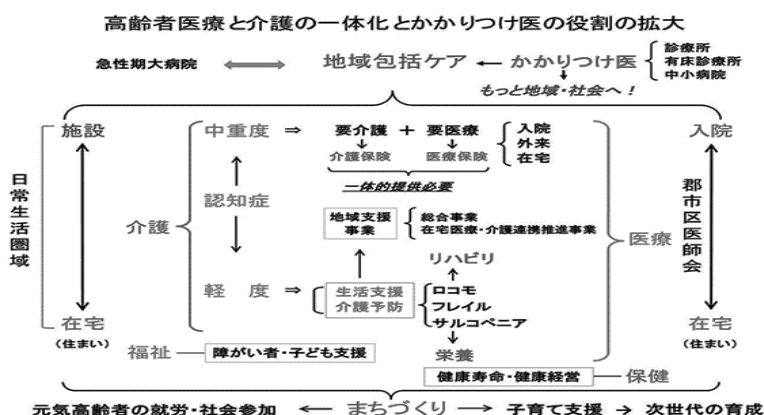 高齢者医療と介護の一体化とかかりつけ医の役割の拡大
急性期大病院 ⟺ 地域包括ケア ← かかりつけ医
診療所
有床診療所
中小病院
もっと地域・社会へ！
日常生活圏域
施設
在宅
(住まい)
介護
中重度 ⇒ 要介護 + 要医療
入院
外来
在宅
介護保険 医療保険
一体的提供必要
認知症
地域支援
事業
総合事業
在宅医療・介護連携推進事業
リハビリ
軽度 ⇒ 生活支援
介護予防
ロコモ
フレイル
サルコペニア
栄養
医療
入院
郡市区医師会
在宅
(住まい)
福祉 障がい者・子ども支援
健康寿命・健康経営 保健
元気高齢者の就労・社会参加 ← まちづくり → 子育て支援 → 次世代の育成